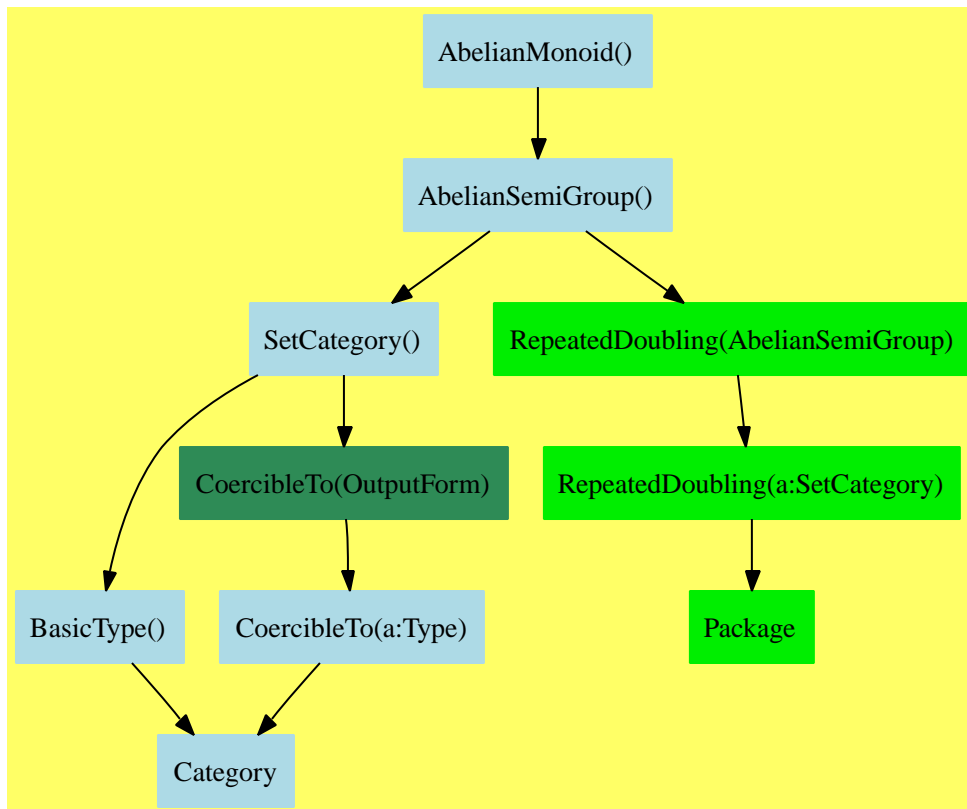 AbelianMonoid()
AbelianSemiGroup()
SetCategory()
RepeatedDoubling(AbelianSemiGroup)
CoercibleTo(OutputForm)
RepeatedDoubling(a:SetCategory)
BasicType()
CoercibleTo(a:Type)
Package
Category